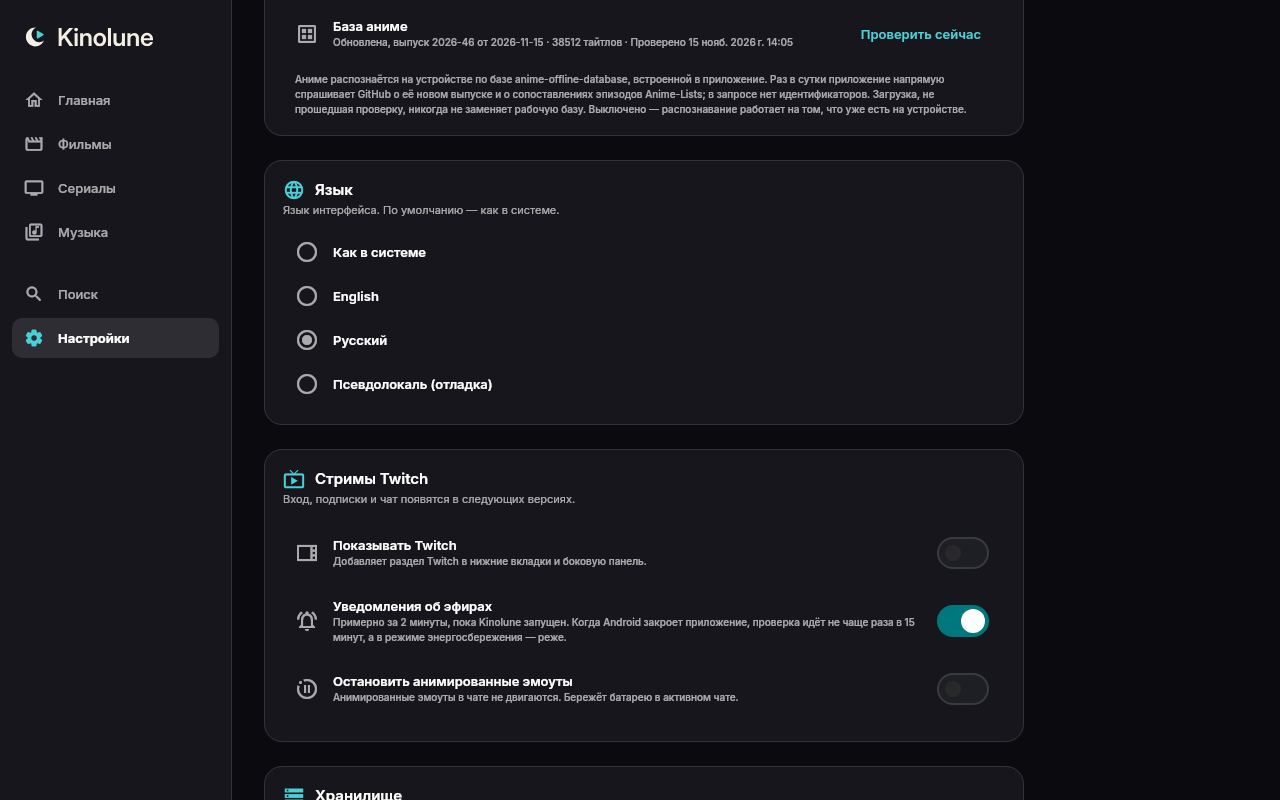 Kinolune
Главная
Фильмы
Сериалы
Музыка
Поиск
Настройки
База аниме
Обновлена, выпуск 2026-46 от 2026-11-15 · 38512 тайтлов · Проверено 15 нояб. 2026 г. 14:05
Проверить сейчас
Аниме распознаётся на устройстве по базе anime-offline-database, встроенной в приложение. Раз в сутки приложение напрямую
спрашивает GitHub о её новом выпуске и о сопоставлениях эпизодов Anime-Lists; в запросе нет идентификаторов. Загрузка, не
прошедшая проверку, никогда не заменяет рабочую базу. Выключено — распознавание работает на том, что уже есть на устройстве.
Язык
Язык интерфейса. По умолчанию — как в системе.
Как в системе
English
Русский
Псевдолокаль (отладка)
Стримы Twitch
Вход, подписки и чат появятся в следующих версиях.
Показывать Twitch
Добавляет раздел Twitch в нижние вкладки и боковую панель.
Уведомления об эфирах
Примерно за 2 минуты, пока Kinolune запущен. Когда Android закроет приложение, проверка идёт не чаще раза в 15
минут, а в режиме энергосбережения — реже.
Остановить анимированные эмоуты
Анимированные эмоуты в чате не двигаются. Бережёт батарею в активном чате.
Хранилище